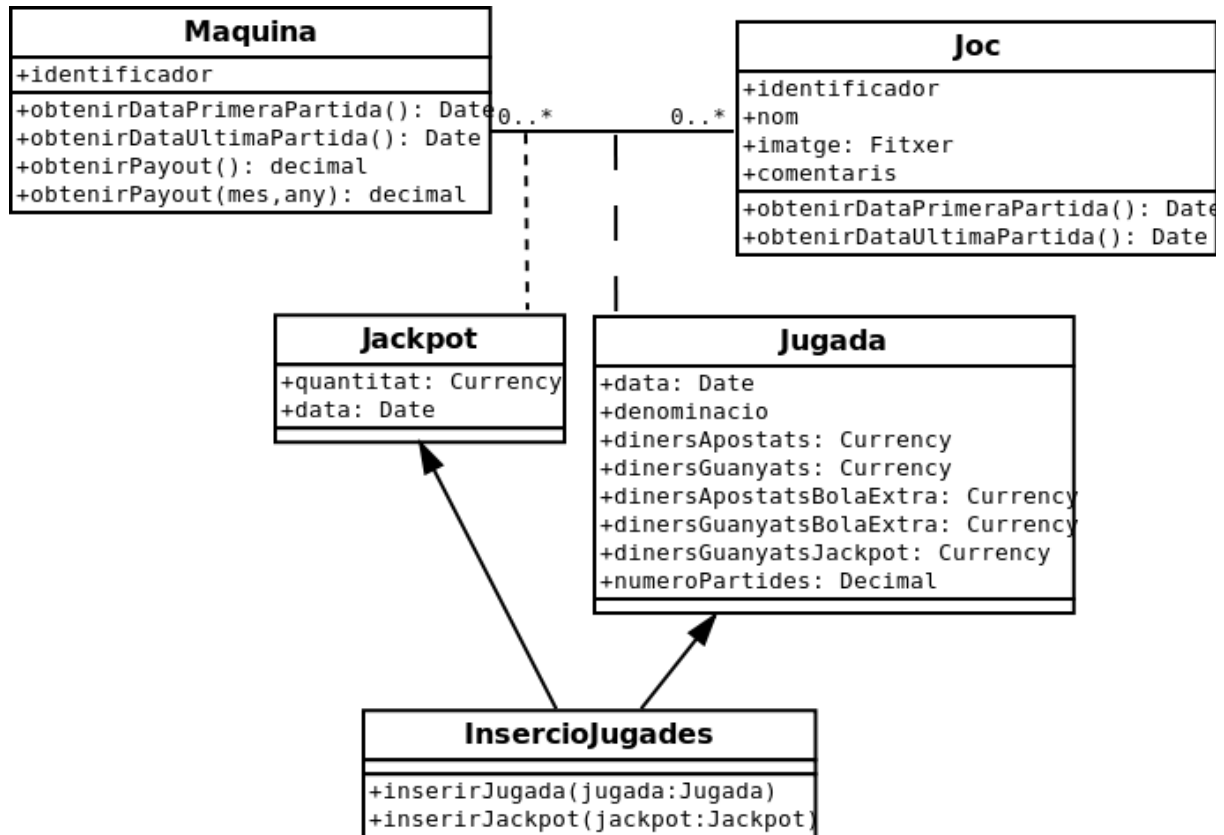 Maquina
+identificador
+obtenirDataPrimeraPartida(): Date
+obtenirDataUltimaPartida(): Date
+obtenirPayout(): decimal
+obtenirPayout(mes,any): decimal
0..*
0..*
Joc
+identificador
+nom
+imatge: Fitxer
+comentaris
+obtenirDataPrimeraPartida(): Date
+obtenirDataUltimaPartida(): Date
Jackpot
+quantitat: Currency
+data: Date
Jugada
+data: Date
+denominacio
+dinersApostats: Currency
+dinersGuanyats: Currency
+dinersApostatsBolaExtra: Currency
+dinersGuanyatsBolaExtra: Currency
+dinersGuanyatsJackpot: Currency
+numeroPartides: Decimal
InsercioJugades
+inserirJugada(jugada:Jugada)
+inserirJackpot(jackpot:Jackpot)